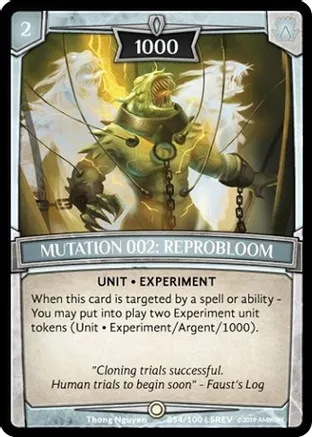 2
1000
MUTATION 002: REPROBLOOM
UNIT • EXPERIMENT
When this card is targeted by a spell or ability -
You may put into play two Experiment unit
tokens (Unit • Experiment/Argent/1000).
"Cloning trials successful.
Human trials to begin soon" - Faust's Log
Thong Nguyen 054/100 | SREV ©2019